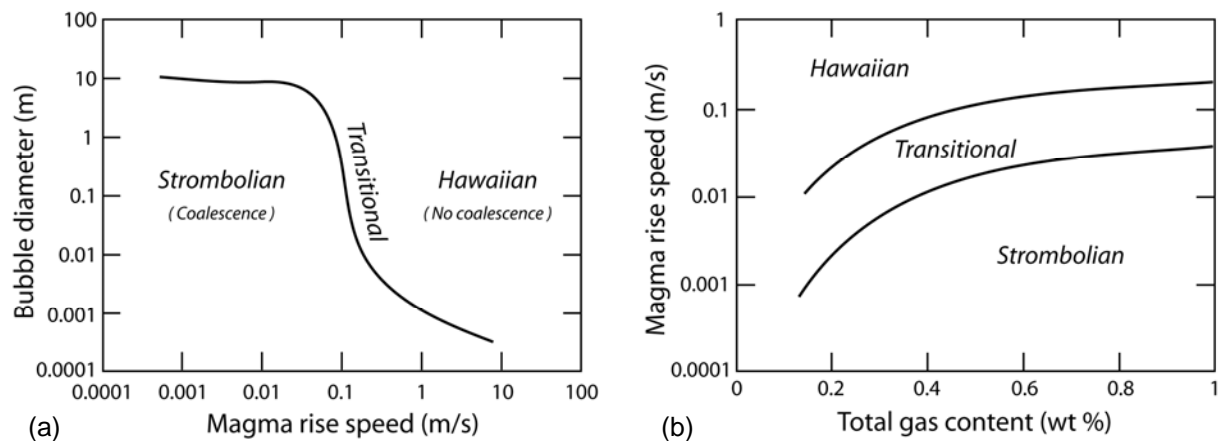 100
10
1
0.1
0.01
0.001
0.0001
Bubble diameter (m)
Strombolian
( Coalescence )
Transitional
Hawaiian
( No coalescence )
0.0001 0.001 0.01 0.1 1 10 100
Magma rise speed (m/s)
(a)
1
0.1
0.01
0.001
0.0001
Magma rise speed (m/s)
Hawaiian
Transitional
Strombolian
0 0.2 0.4 0.6 0.8 1
Total gas content (wt %)
(b)